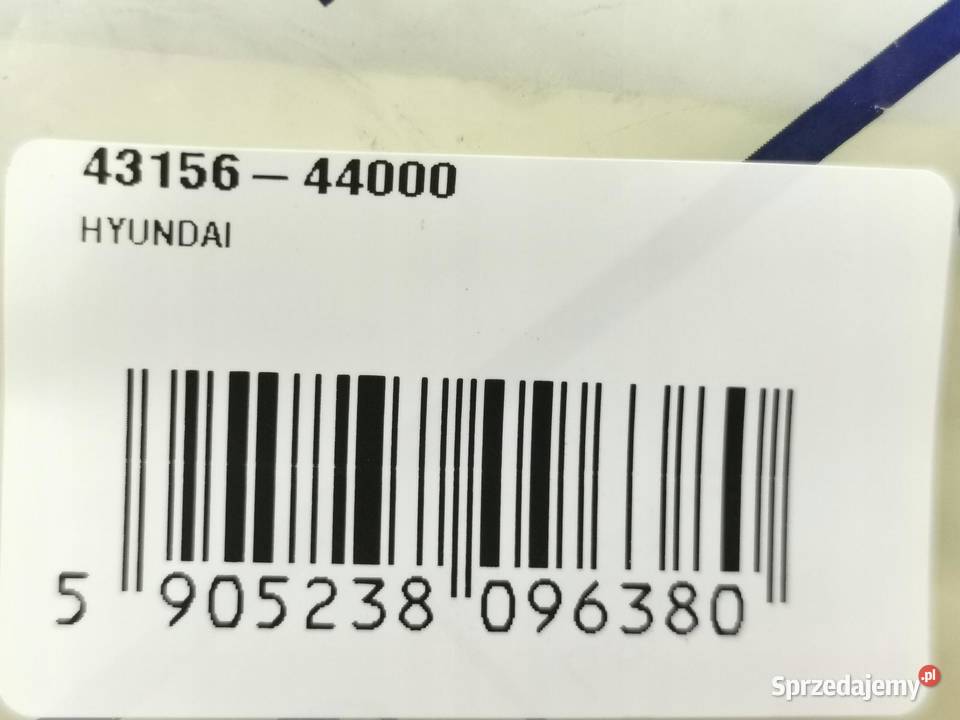 43156 – 44000
HYUNDAI
5 905238 096380
Sprzedajemy.pl